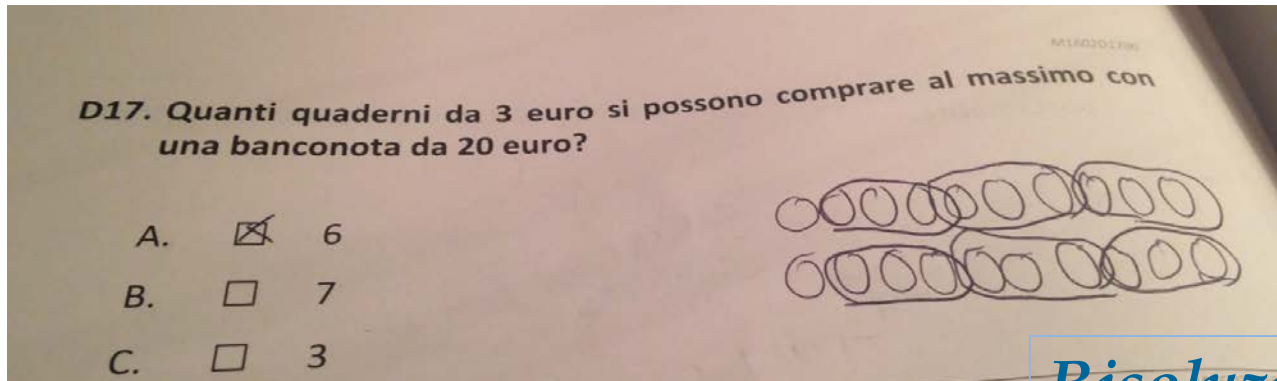 D17. Quanti quaderni da 3 euro si possono comprare al massimo con
una banconota da 20 euro?
A. 6
B. 7
C. 3